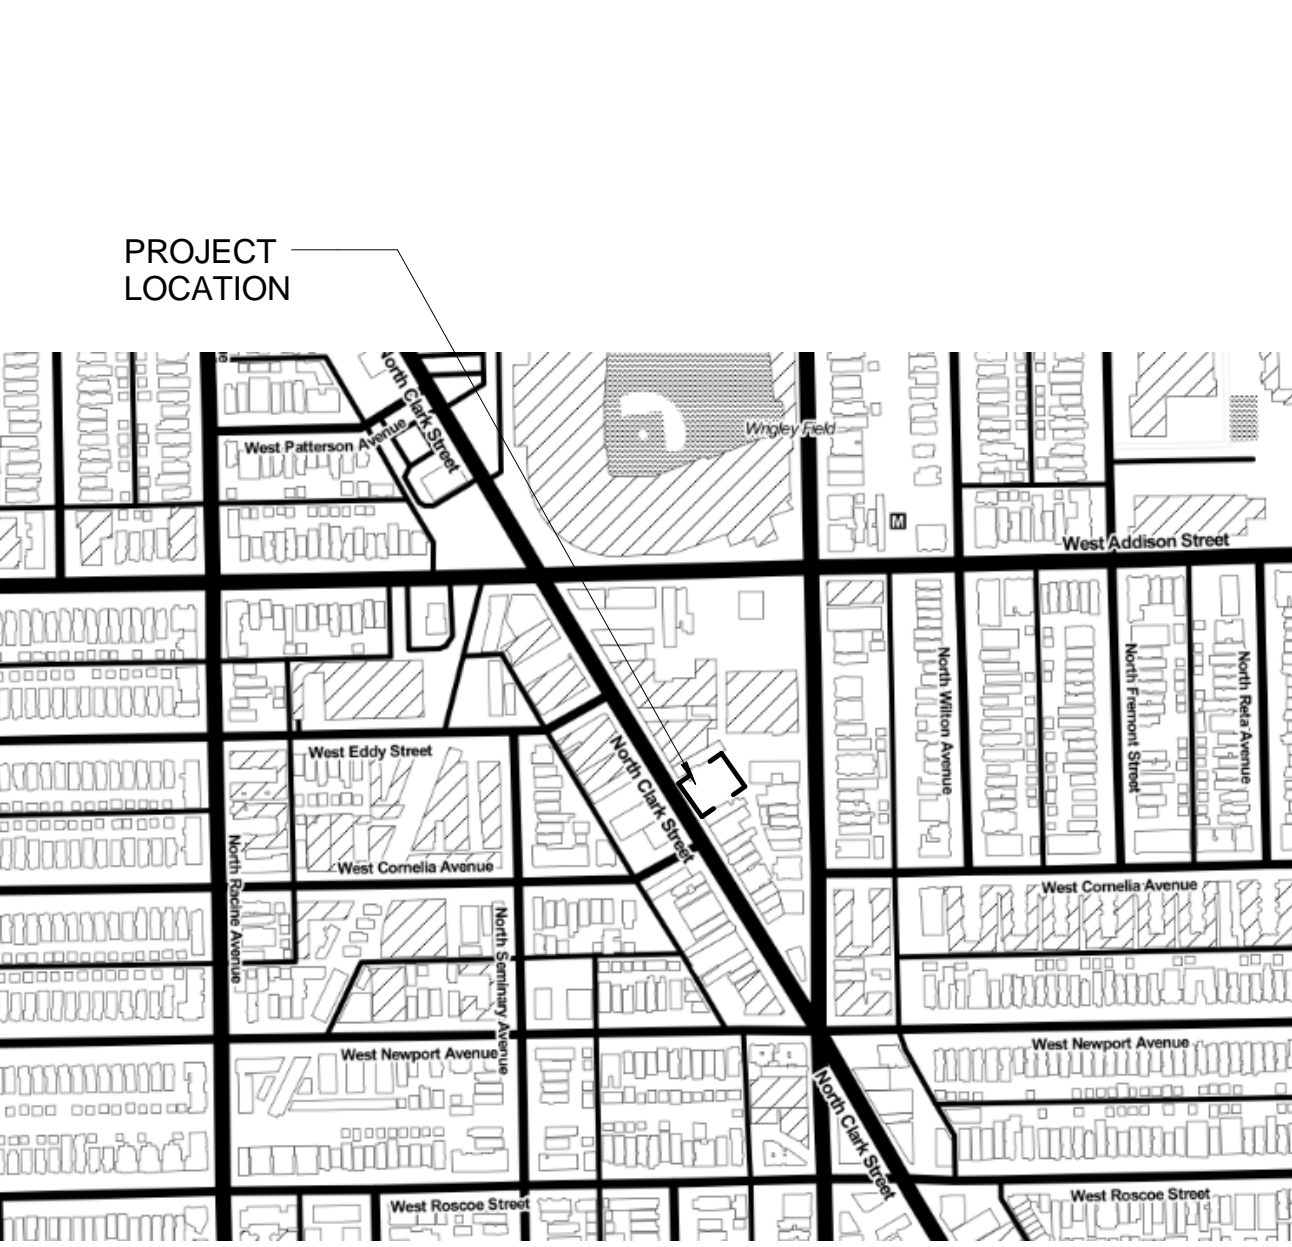 PROJECT
LOCATION
North Clark Street
West Patterson Avenue
Wrigley Field
M
West Addison Street
North Wilton Avenue
North Fremont Street
North Reta Avenue
West Eddy Street
North Clark Street
North Racine Avenue
West Cornelia Avenue
West Cornelia Avenue
North Seminary Avenue
West Newport Avenue
West Newport Avenue
North Clark Street
West Roscoe Street
West Roscoe Street